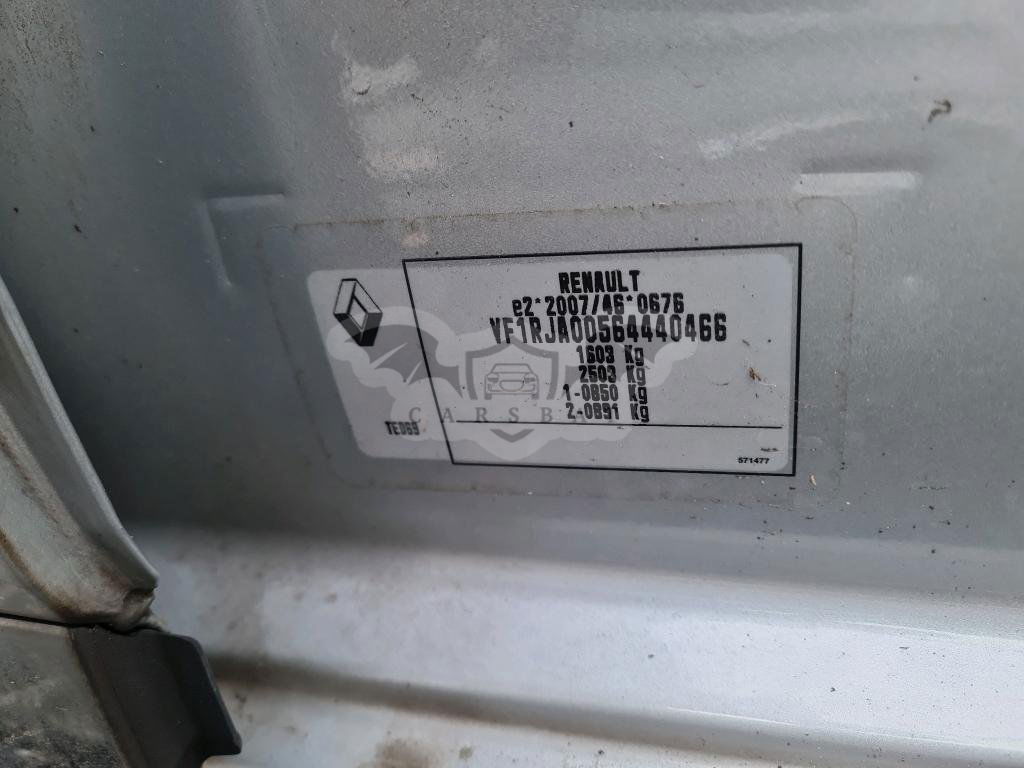 RENAULT
e2*2007/46*0676
VF1RJA00564440466
1603 Kg
2503 Kg
1-0850 Kg
2-0891 Kg
TED69
571477